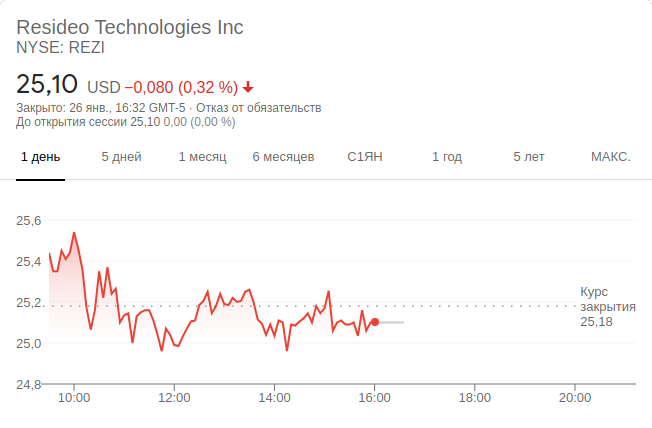 Resideo Technologies Inc
NYSE: REZI
25,10 USD −0,080 (0,32 %)
Закрыто: 26 янв., 16:32 GMT-5 · Отказ от обязательств
До открытия сессии 25,10 0,00 (0,00 %)
1 день 5 дней 1 месяц 6 месяцев С1ЯН 1 год 5 лет МАКС.
25,6
25,4
25,2
25,0
24,8
Курс
закрытия
25,18
10:00 12:00 14:00 16:00 18:00 20:00